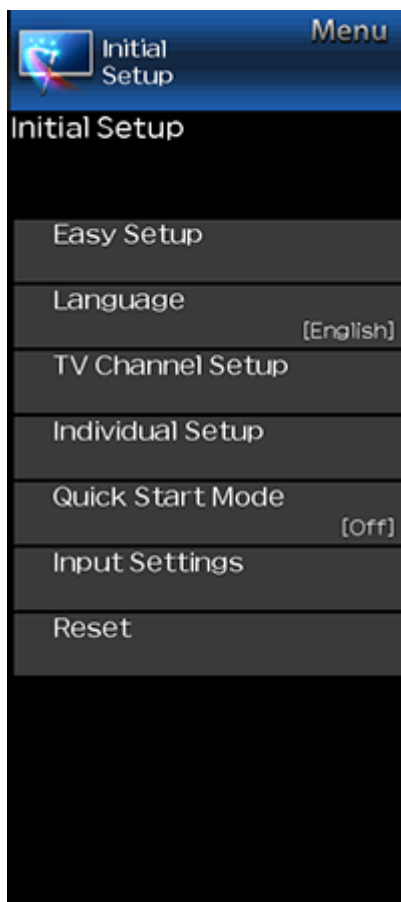 Menu
Initial
Setup
Initial Setup
Easy Setup
Language
[English]
TV Channel Setup
Individual Setup
Quick Start Mode
[Off]
Input Settings
Reset